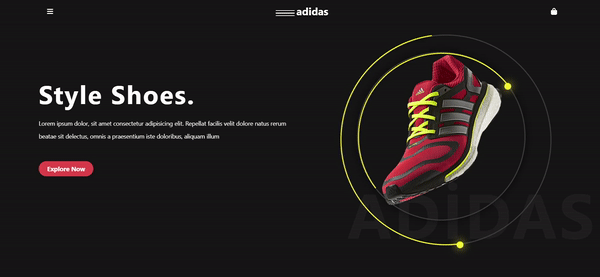 adidas
Style Shoes.
Lorem ipsum dolor, sit amet consectetur adipisicing elit. Repellat facilis velit dolore natus rerum
beatae sit delectus, omnis a praesentium iste doloribus, aliquam illum
Explore Now
adidas
ADiDAS